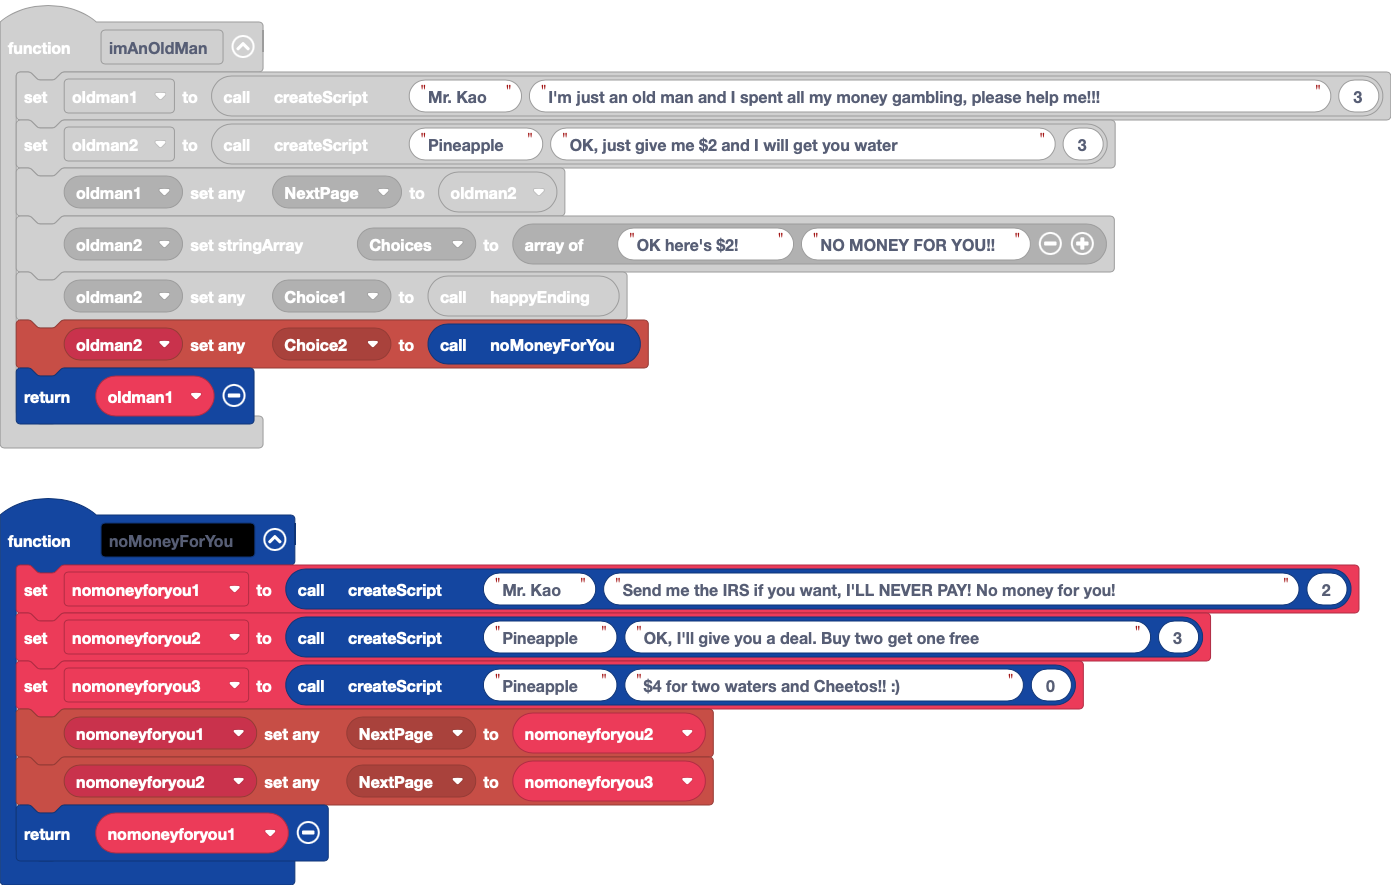 function imAnOldMan
set oldman1 to call createScript "Mr. Kao" "I'm just an old man and I spent all my money gambling, please help me!!!" 3
set oldman2 to call createScript "Pineapple" "OK, just give me $2 and I will get you water" 3
oldman1 set any NextPage to oldman2
oldman2 set stringArray Choices to array of "OK here's $2!" "NO MONEY FOR YOU!!"
oldman2 set any Choice1 to call happyEnding
oldman2 set any Choice2 to call noMoneyForYou
return oldman1
function noMoneyForYou
set nomoneyforyou1 to call createScript "Mr. Kao" "Send me the IRS if you want, I'LL NEVER PAY! No money for you!" 2
set nomoneyforyou2 to call createScript "Pineapple" "OK, I'll give you a deal. Buy two get one free" 3
set nomoneyforyou3 to call createScript "Pineapple" "$4 for two waters and Cheetos!! :)" 0
nomoneyforyou1 set any NextPage to nomoneyforyou2
nomoneyforyou2 set any NextPage to nomoneyforyou3
return nomoneyforyou1